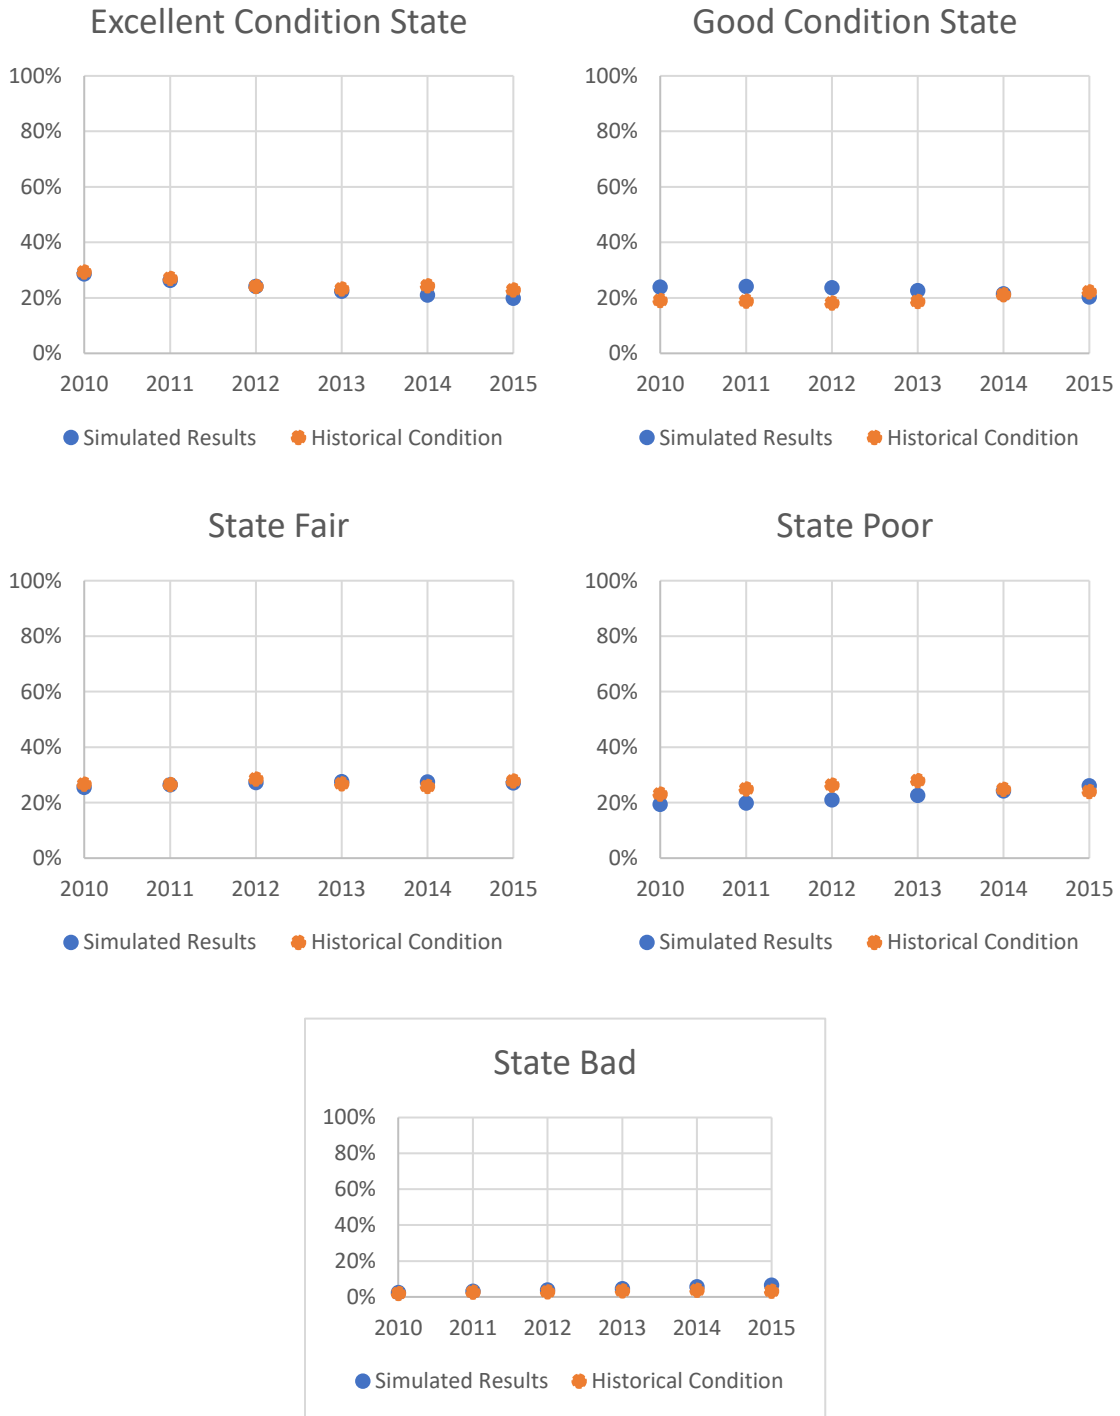 Excellent Condition State
100%
80%
60%
40%
20%
0%
2010 2011 2012 2013 2014 2015
Simulated Results Historical Condition
Good Condition State
100%
80%
60%
40%
20%
0%
2010 2011 2012 2013 2014 2015
Simulated Results Historical Condition
State Fair
100%
80%
60%
40%
20%
0%
2010 2011 2012 2013 2014 2015
Simulated Results Historical Condition
State Poor
100%
80%
60%
40%
20%
0%
2010 2011 2012 2013 2014 2015
Simulated Results Historical Condition
State Bad
100%
80%
60%
40%
20%
0%
2010 2011 2012 2013 2014 2015
Simulated Results Historical Condition